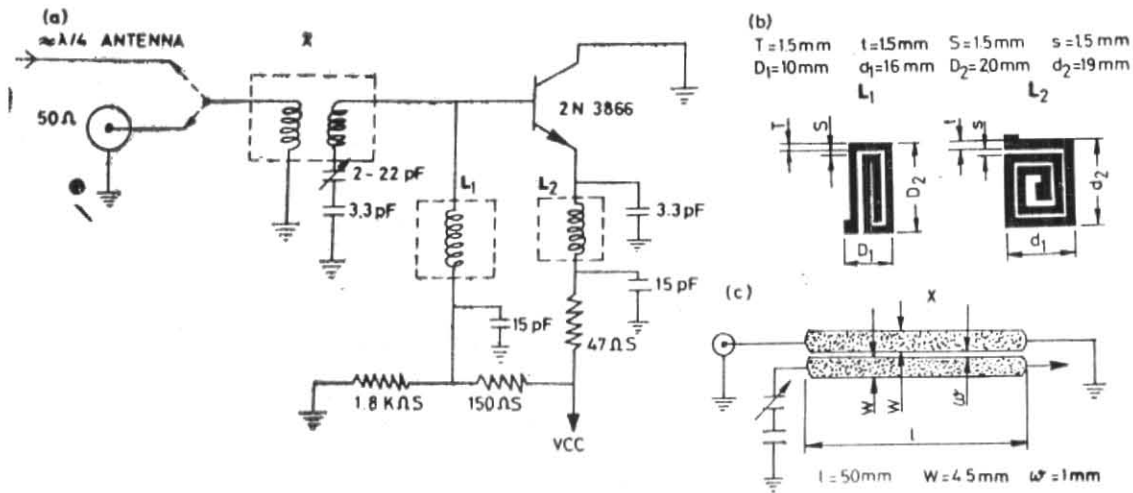 (a)
≈ λ/4 ANTENNA
50Ω
X
2-22 pF
3.3 pF
L1
L2
2N 3866
3.3 pF
15 pF
15 pF
47ΩS
1.8 KΩS
150ΩS
VCC
(b)
T=1.5mm t=1.5mm S=1.5mm s=1.5mm
D1=10mm d1=16mm D2=20mm d2=19mm
L1 L2
T S t s
D2 d2
D1 d1
(c)
X
W W ω
l
l=50mm W=4.5mm ω=1mm